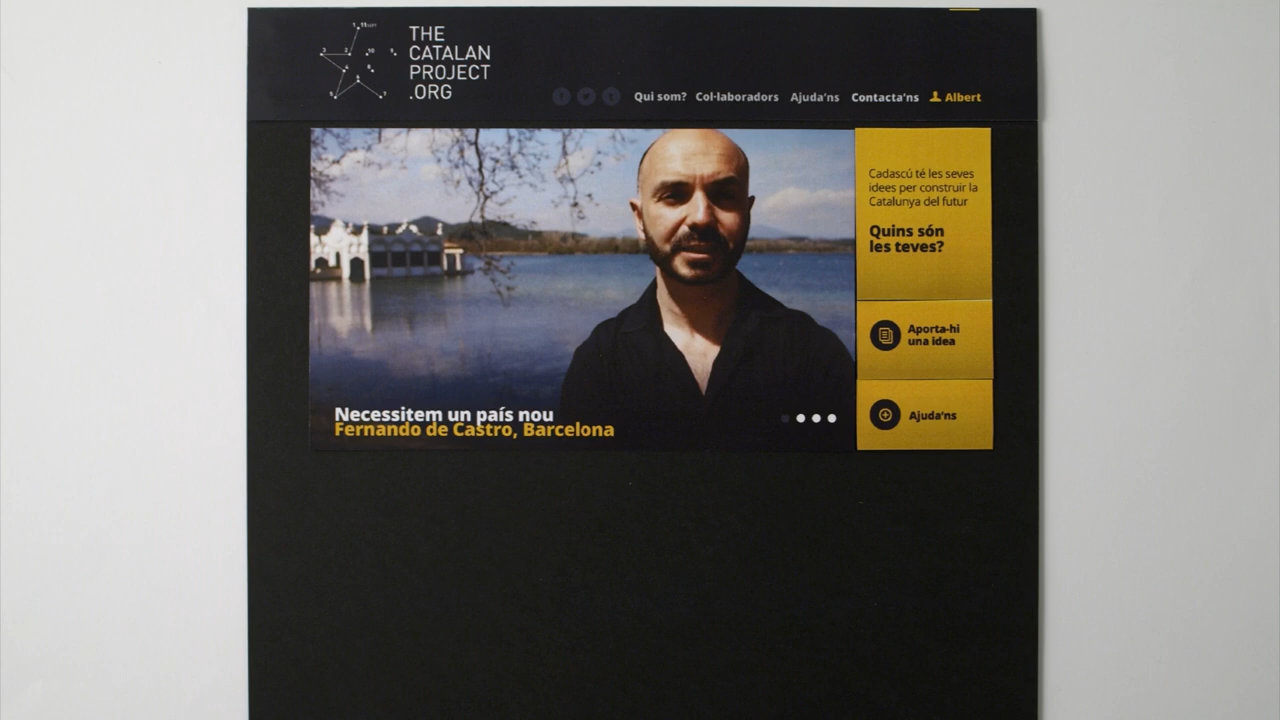 THE
CATALAN
PROJECT
.ORG
Qui som? Col·laboradors Ajuda'ns Contacta'ns Albert
Cadascú té les seves
idees per construir la
Catalunya del futur
Quins són
les teves?
Aporta-hi
una idea
Ajuda'ns
Necessitem un país nou
Fernando de Castro, Barcelona